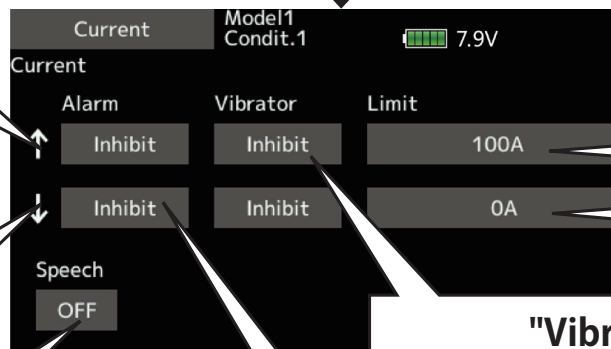 Current
Model1
Condit.1
7.9V
Current
Alarm Vibrator Limit
↑ Inhibit Inhibit 100A
↓ Inhibit Inhibit 0A
Speech
OFF
"Vibr